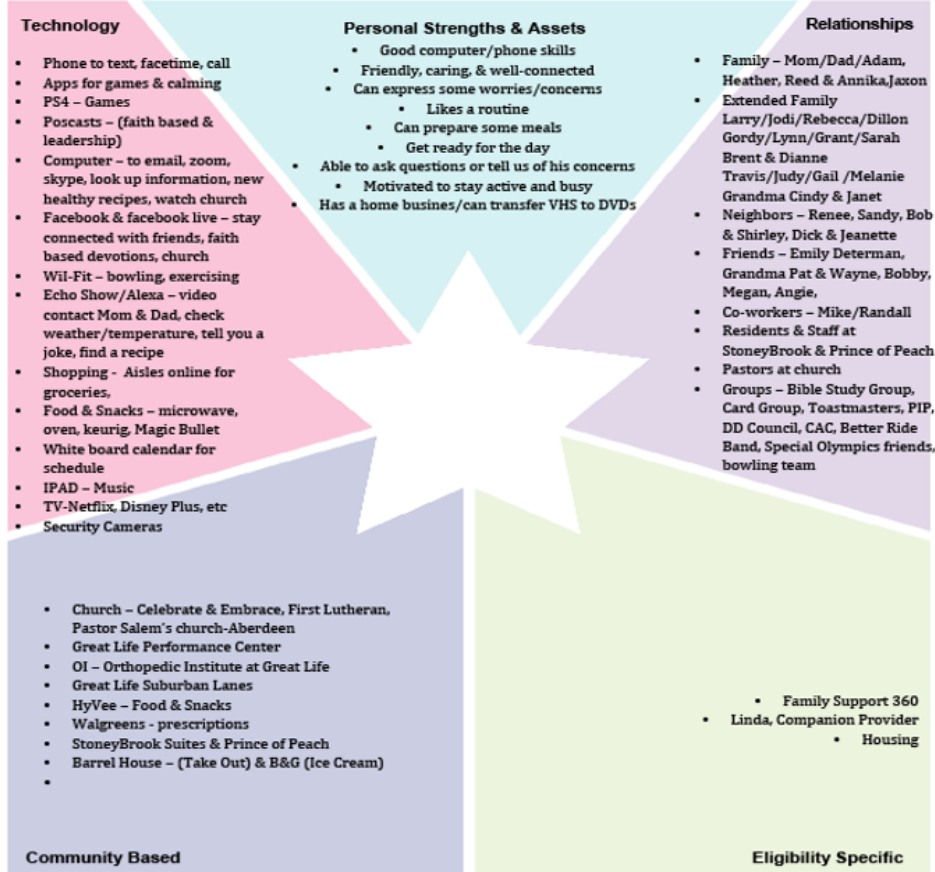 Technology
• Phone to text, facetime, call
• Apps for games & calming
• PS4 – Games
• Poscasts – (faith based &
leadership)
• Computer – to email, zoom,
skype, look up information, new
healthy recipes, watch church
• Facebook & facebook live – stay
connected with friends, faith
based devotions, church
• WiI-Fit – bowling, exercising
• Echo Show/Alexa – video
contact Mom & Dad, check
weather/temperature, tell you a
joke, find a recipe
• Shopping - Aisles online for
groceries,
• Food & Snacks – microwave,
oven, keurig, Magic Bullet
• White board calendar for
schedule
• IPAD – Music
• TV-Netflix, Disney Plus, etc
• Security Cameras
Personal Strengths & Assets
• Good computer/phone skills
• Friendly, caring, & well-connected
• Can express some worries/concerns
• Likes a routine
• Can prepare some meals
• Get ready for the day
• Able to ask questions or tell us of his concerns
• Motivated to stay active and busy
• Has a home busines/can transfer VHS to DVDs
Relationships
• Family – Mom/Dad/Adam,
Heather, Reed & Annika,Jaxon
• Extended Family
Larry/Jodi/Rebecca/Dillon
Gordy/Lynn/Grant/Sarah
Brent & Dianne
Travis/Judy/Gail /Melanie
Grandma Cindy & Janet
• Neighbors – Renee, Sandy, Bob
& Shirley, Dick & Jeanette
• Friends – Emily Determan,
Grandma Pat & Wayne, Bobby,
Megan, Angie,
• Co-workers – Mike/Randall
• Residents & Staff at
StoneyBrook & Prince of Peach
• Pastors at church
• Groups – Bible Study Group,
Card Group, Toastmasters, PIP,
DD Council, CAC, Better Ride
Band, Special Olympics friends,
bowling team
• Church – Celebrate & Embrace, First Lutheran,
Pastor Salem's church-Aberdeen
• Great Life Performance Center
• OI – Orthopedic Institute at Great Life
• Great Life Suburban Lanes
• HyVee – Food & Snacks
• Walgreens - prescriptions
• StoneyBrook Suites & Prince of Peach
• Barrel House – (Take Out) & B&G (Ice Cream)
•
Community Based
• Family Support 360
• Linda, Companion Provider
• Housing
Eligibility Specific